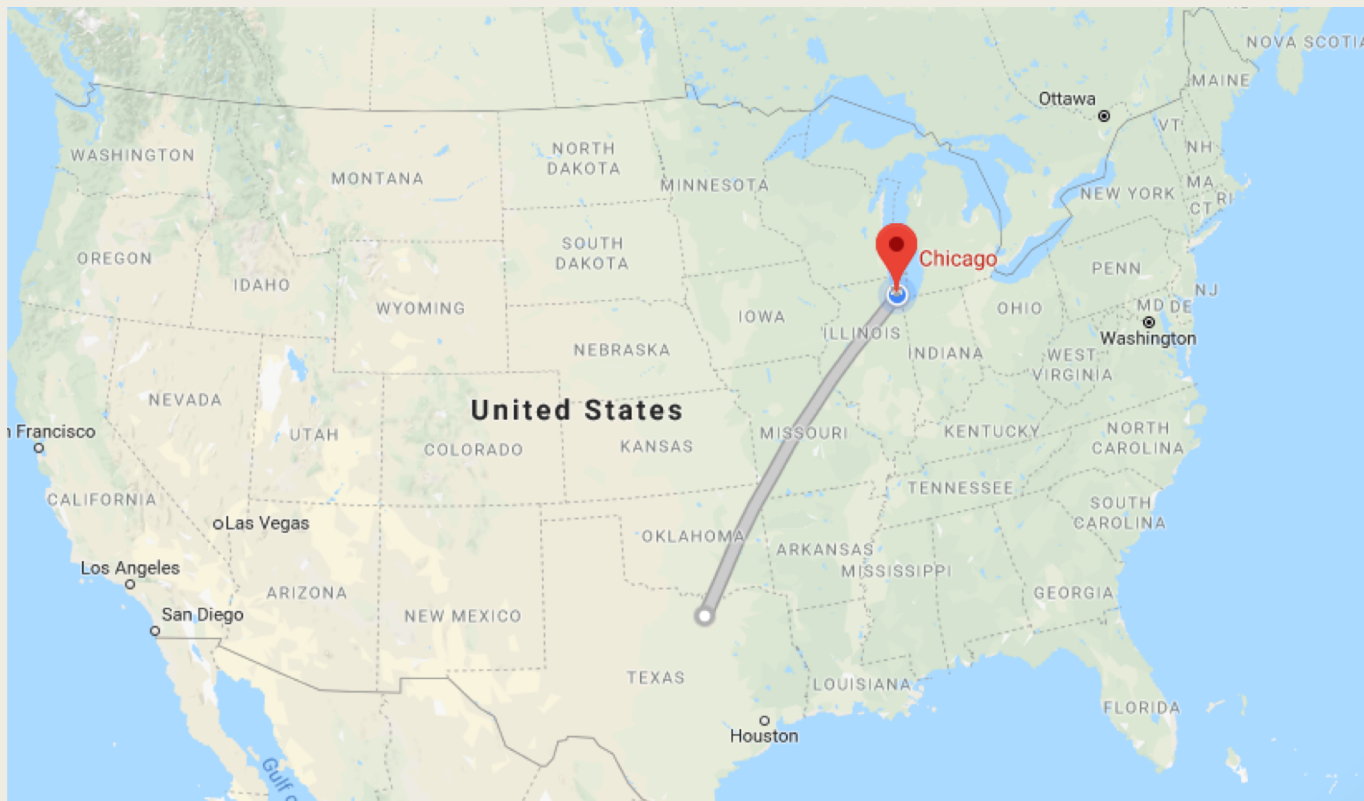 NOVA SCOTIA
MAINE
Ottawa
VT
NH
WASHINGTON
NORTH
DAKOTA
MONTANA
MINNESOTA
MA
RI
CT
NEW YORK
OREGON
SOUTH
DAKOTA
Chicago
PENN
IDAHO
WYOMING
NJ
IOWA
OHIO
MD DE
ILLINOIS
Washington
NEBRASKA
INDIANA
WEST
VIRGINIA
NEVADA
United States
n Francisco
UTAH
COLORADO
KANSAS
MISSOURI
KENTUCKY
NORTH
CAROLINA
CALIFORNIA
TENNESSEE
SOUTH
CAROLINA
Las Vegas
OKLAHOMA
ARKANSAS
Los Angeles
MISSISSIPPI
ARIZONA
GEORGIA
San Diego
NEW MEXICO
TEXAS
LOUISIANA
FLORIDA
Houston
Gulf